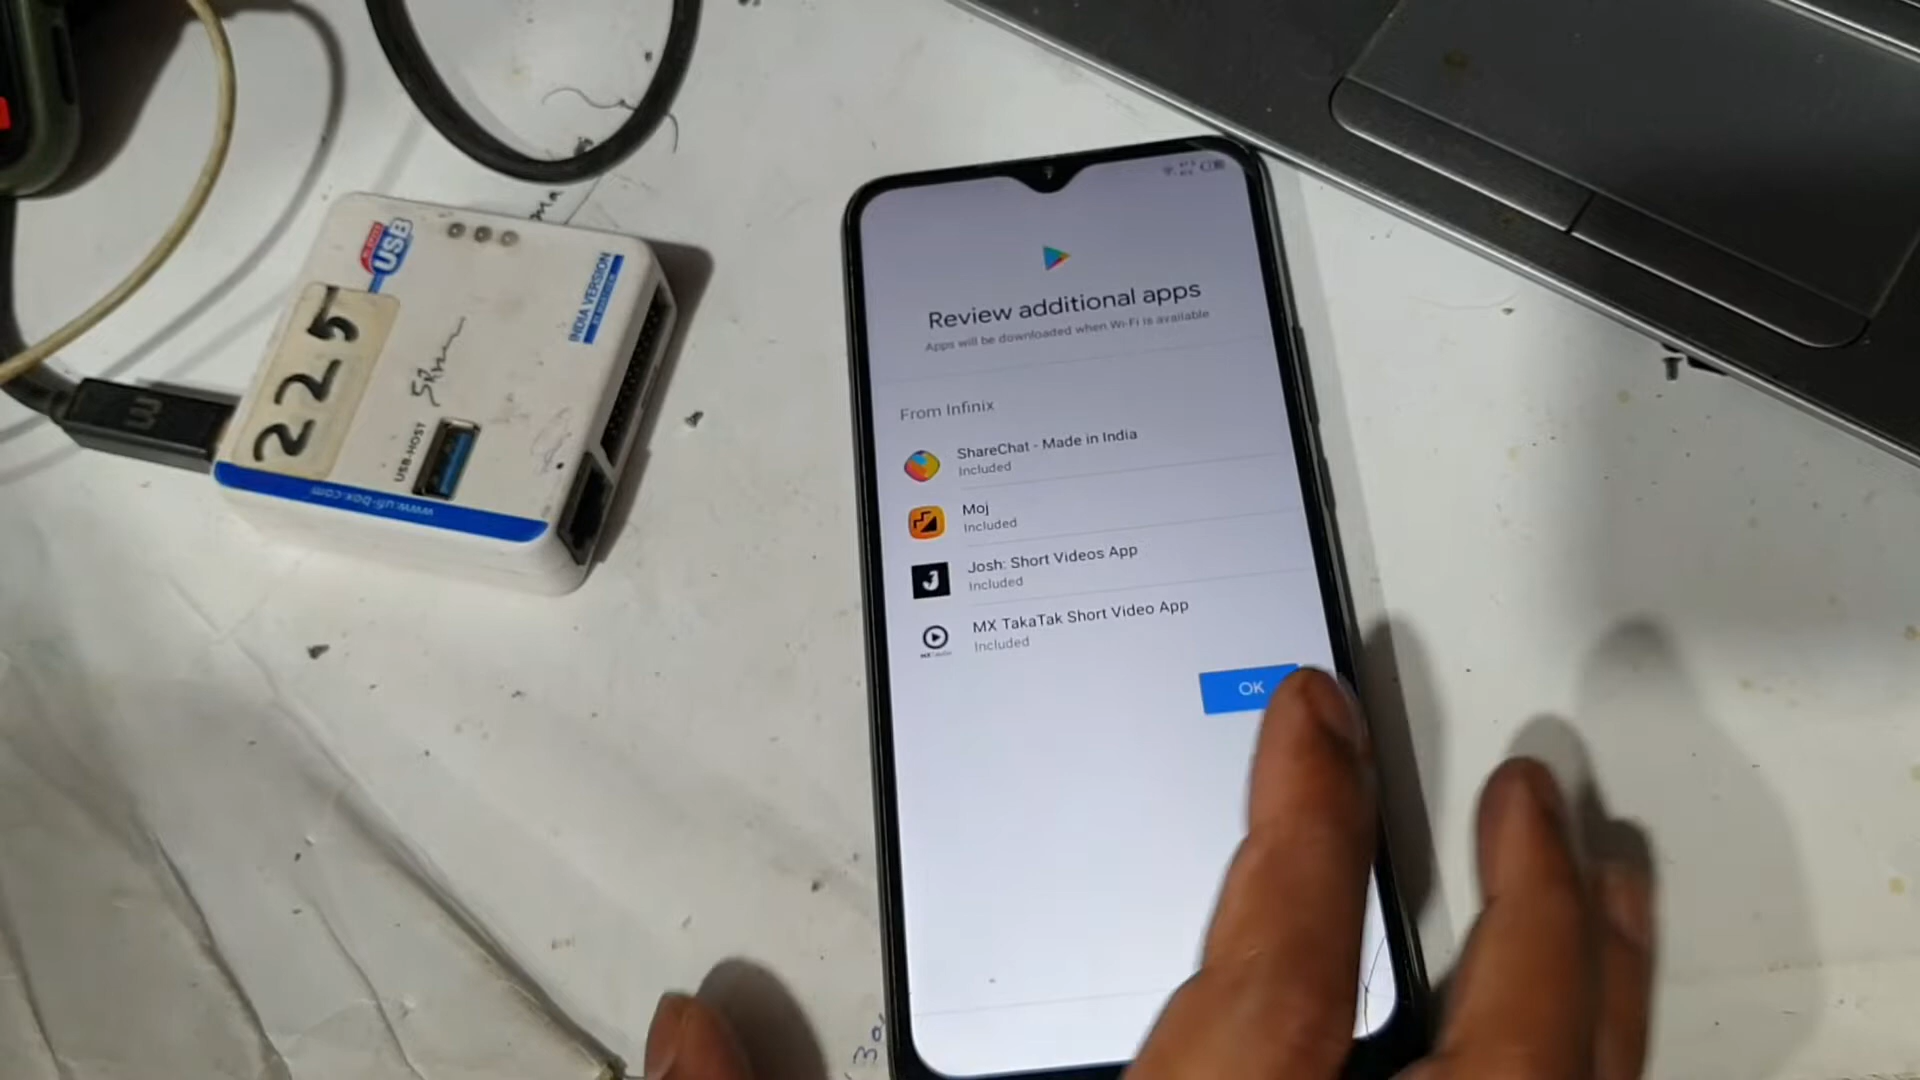 USB
INDIA VERSION
225
USB-HOST
www.ufi-box.com
Review additional apps
Apps will be downloaded when Wi-Fi is available
From Infinix
ShareChat - Made in India
Included
Moj
Included
Josh: Short Videos App
Included
MX TakaTak Short Video App
Included
OK